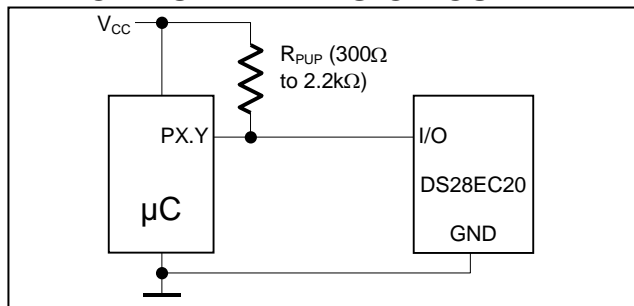 V_CC
R_PUP (300Ω
to 2.2kΩ)
PX.Y
I/O
DS28EC20
µC
GND